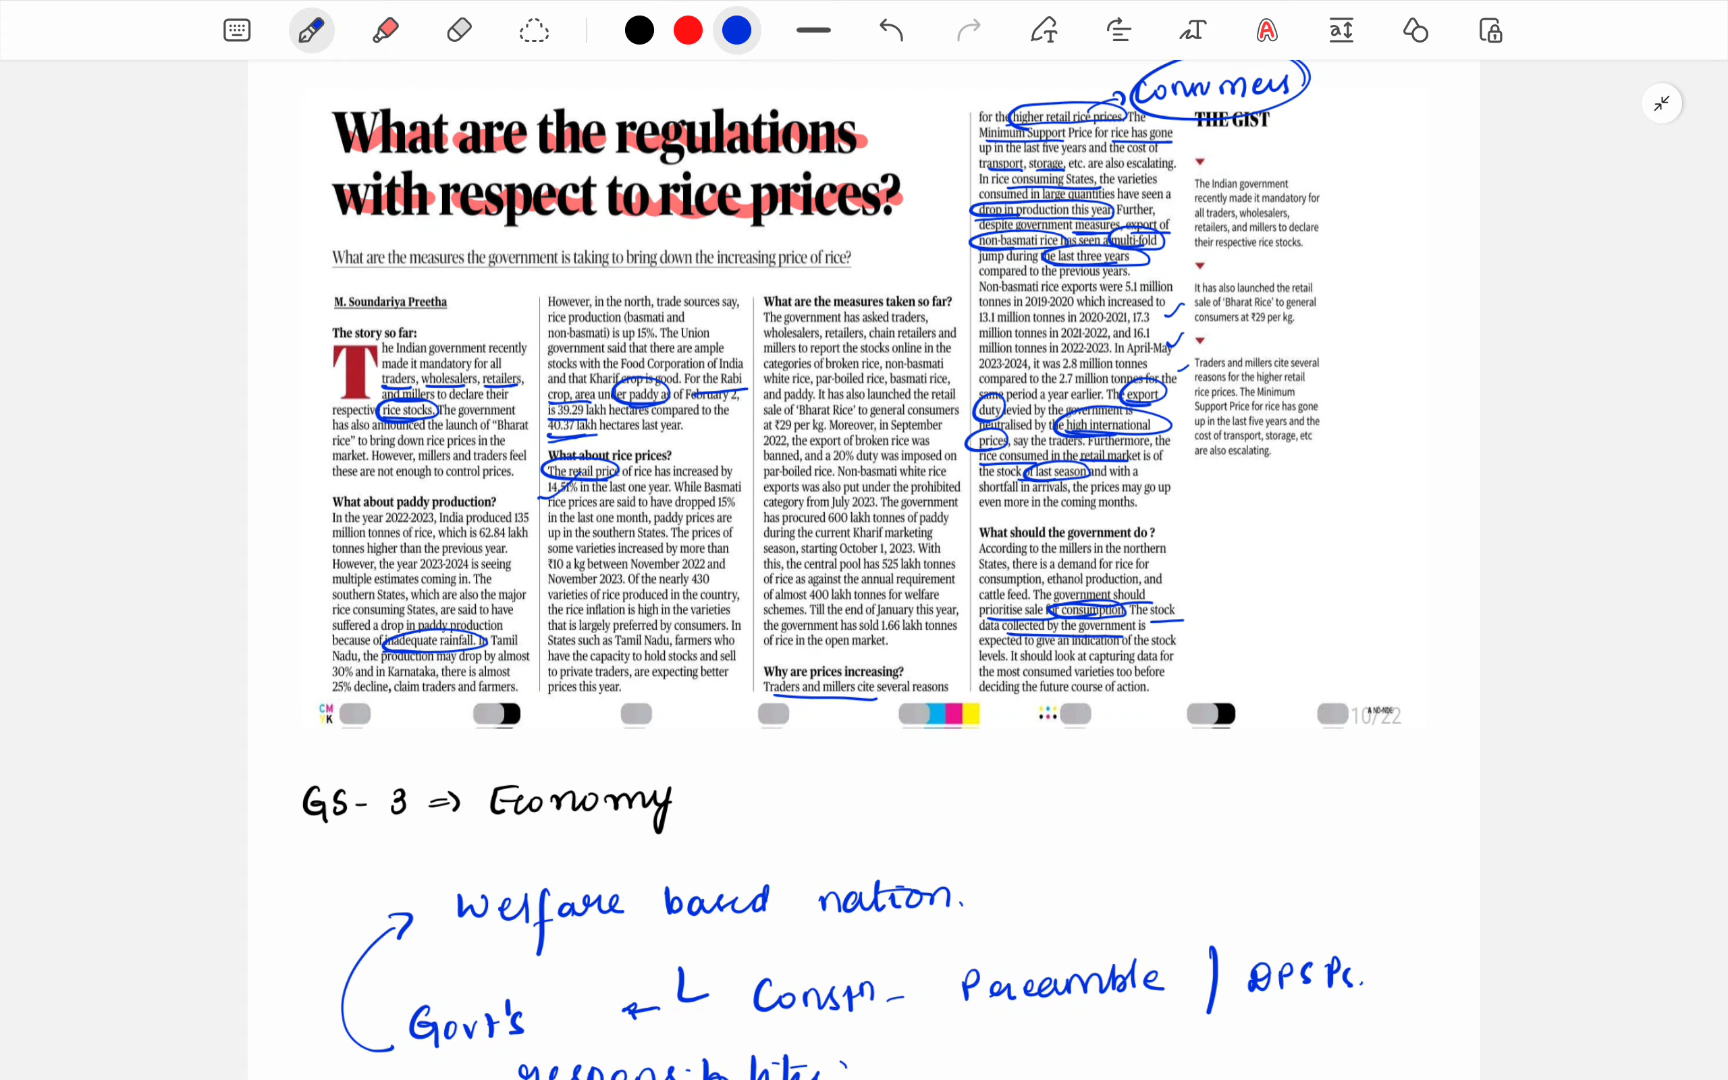 consumers
What are the regulations
with respect to rice prices?
What are the measures the government is taking to bring down the increasing price of rice?
M. Soundariya Preetha
The story so far:
The Indian government recently
made it mandatory for all
traders, wholesalers, retailers,
and millers to declare their
respective rice stocks. The government
has also announced the launch of “Bharat
rice” to bring down rice prices in the
market. However, millers and traders feel
these are not enough to control prices.
What about paddy production?
In the year 2022-2023, India produced 135
million tonnes of rice, which is 62.84 lakh
tonnes higher than the previous year.
However, the year 2023-2024 is seeing
multiple estimates coming in. The
southern States, which are also the major
rice consuming States, are said to have
suffered a drop in paddy production
because of inadequate rainfall. In Tamil
Nadu, the production may drop by almost
30% and in Karnataka, there is almost
25% decline, claim traders and farmers.
However, in the north, trade sources say,
rice production (basmati and
non-basmati) is up 15%. The Union
government said that there are ample
stocks with the Food Corporation of India
and that Kharif crop is good. For the Rabi
crop, area under paddy as of February 2,
is 39.29 lakh hectares compared to the
40.37 lakh hectares last year.
What about rice prices?
The retail price of rice has increased by
14.51% in the last one year. While Basmati
rice prices are said to have dropped 15%
in the last one month, paddy prices are
up in the southern States. The prices of
some varieties increased by more than
₹10 a kg between November 2022 and
November 2023. Of the nearly 430
varieties of rice produced in the country,
the rice inflation is high in the varieties
that is largely preferred by consumers. In
States such as Tamil Nadu, farmers who
have the capacity to hold stocks and sell
to private traders, are expecting better
prices this year.
What are the measures taken so far?
The government has asked traders,
wholesalers, retailers, chain retailers and
millers to report the stocks online in the
categories of broken rice, non-basmati
white rice, par-boiled rice, basmati rice,
and paddy. It has also launched the retail
sale of ‘Bharat Rice’ to general consumers
at ₹29 per kg. Moreover, in September
2022, the export of broken rice was
banned, and a 20% duty was imposed on
par-boiled rice. Non-basmati white rice
exports was also put under the prohibited
category from July 2023. The government
has procured 600 lakh tonnes of paddy
during the current Kharif marketing
season, starting October 1, 2023. With
this, the central pool has 525 lakh tonnes
of rice as against the annual requirement
of almost 400 lakh tonnes for welfare
schemes. Till the end of January this year,
the government has sold 1.66 lakh tonnes
of rice in the open market.
Why are prices increasing?
Traders and millers cite several reasons
for the higher retail rice prices. The
Minimum Support Price for rice has gone
up in the last five years and the cost of
transport, storage, etc. are also escalating.
In rice consuming States, the varieties
consumed in large quantities have seen a
drop in production this year. Further,
despite government measures, export of
non-basmati rice has seen a multi-fold
jump during the last three years
compared to the previous years.
Non-basmati rice exports were 5.1 million
tonnes in 2019-2020 which increased to
13.1 million tonnes in 2020-2021, 17.3
million tonnes in 2021-2022, and 16.1
million tonnes in 2022-2023. In April-May
2023-2024, it was 2.8 million tonnes
compared to the 2.7 million tonnes for the
same period a year earlier. The export
duty levied by the government is
neutralised by the high international
prices, say the traders. Furthermore, the
rice consumed in the retail market is of
the stock of last season and with a
shortfall in arrivals, the prices may go up
even more in the coming months.
What should the government do ?
According to the millers in the northern
States, there is a demand for rice for
consumption, ethanol production, and
cattle feed. The government should
prioritise sale for consumption. The stock
data collected by the government is
expected to give an indication of the stock
levels. It should look at capturing data for
the most consumed varieties too before
deciding the future course of action.
THE GIST
The Indian government
recently made it mandatory for
all traders, wholesalers,
retailers, and millers to declare
their respective rice stocks.
It has also launched the retail
sale of ‘Bharat Rice’ to general
consumers at ₹29 per kg.
Traders and millers cite several
reasons for the higher retail
rice prices. The Minimum
Support Price for rice has gone
up in the last five years and the
cost of transport, storage, etc
are also escalating.
CM
YK
10/22
GS - 3 => Economy
Welfare based nation.
Constn - Preamble / DPSPs.
Govt's
responsibilities